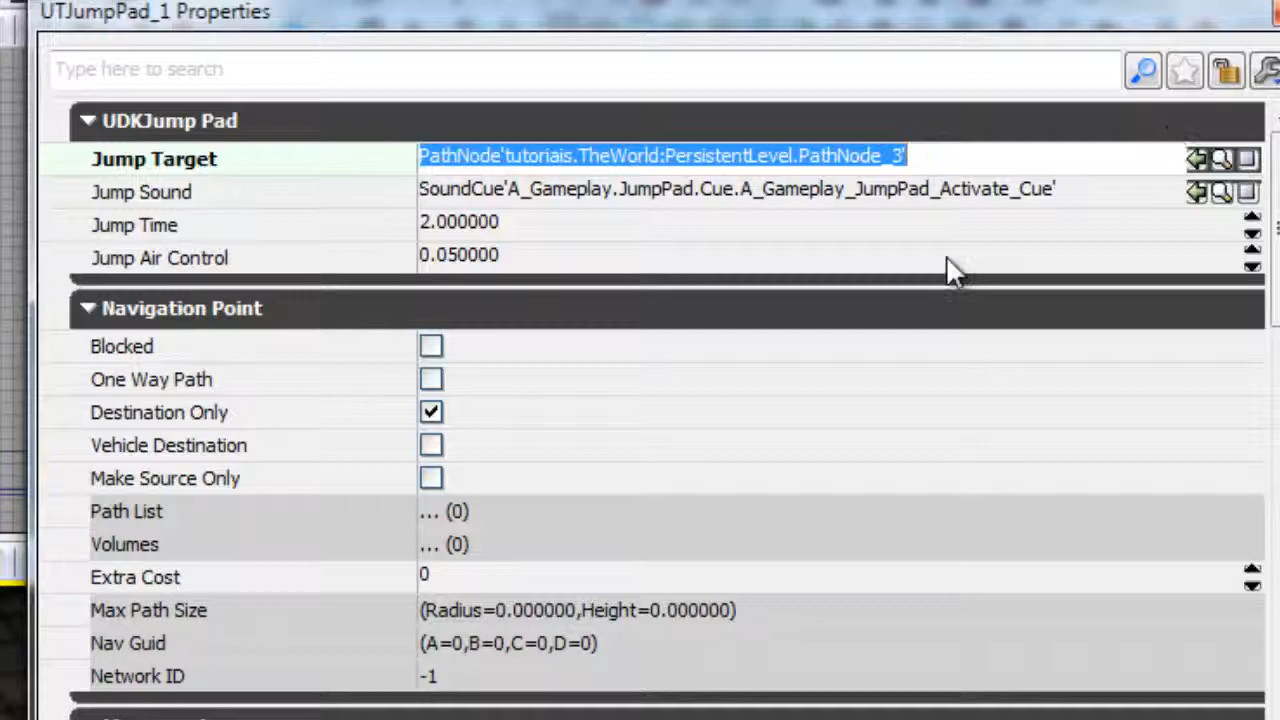 UTJumpPad_1 Properties
Type here to search
UDKJump Pad
Jump Target PathNode'tutorials.TheWorld:PersistentLevel.PathNode_3'
Jump Sound SoundCue'A_Gameplay.JumpPad.Cue.A_Gameplay_JumpPad_Activate_Cue'
Jump Time 2.000000
Jump Air Control 0.050000
Navigation Point
Blocked
One Way Path
Destination Only
Vehicle Destination
Make Source Only
Path List ... (0)
Volumes ... (0)
Extra Cost 0
Max Path Size (Radius=0.000000,Height=0.000000)
Nav Guid (A=0,B=0,C=0,D=0)
Network ID -1